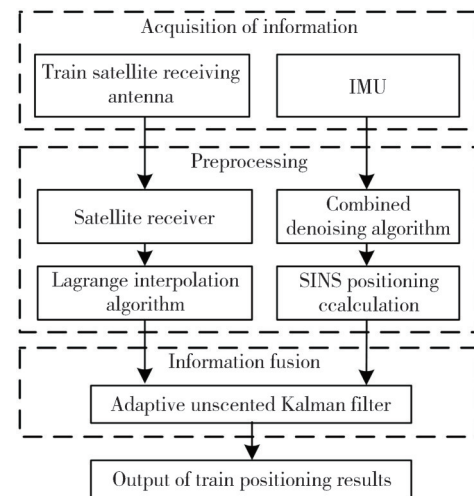 Acquisition of information
Train satellite receiving
antenna
IMU
Preprocessing
Satellite receiver
Combined
denoising algorithm
Lagrange interpolation
algorithm
SINS positioning
ccalculation
Information fusion
Adaptive unscented Kalman filter
Output of train positioning results